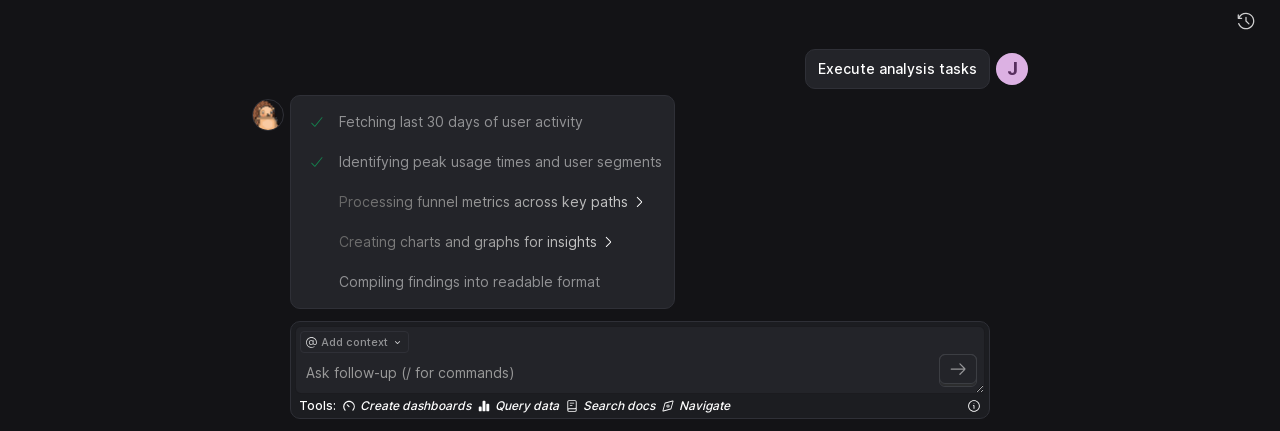 Execute analysis tasks
J
Fetching last 30 days of user activity
Identifying peak usage times and user segments
Processing funnel metrics across key paths
Creating charts and graphs for insights
Compiling findings into readable format
@ Add context
Ask follow-up (/ for commands)
Tools: Create dashboards Query data Search docs Navigate